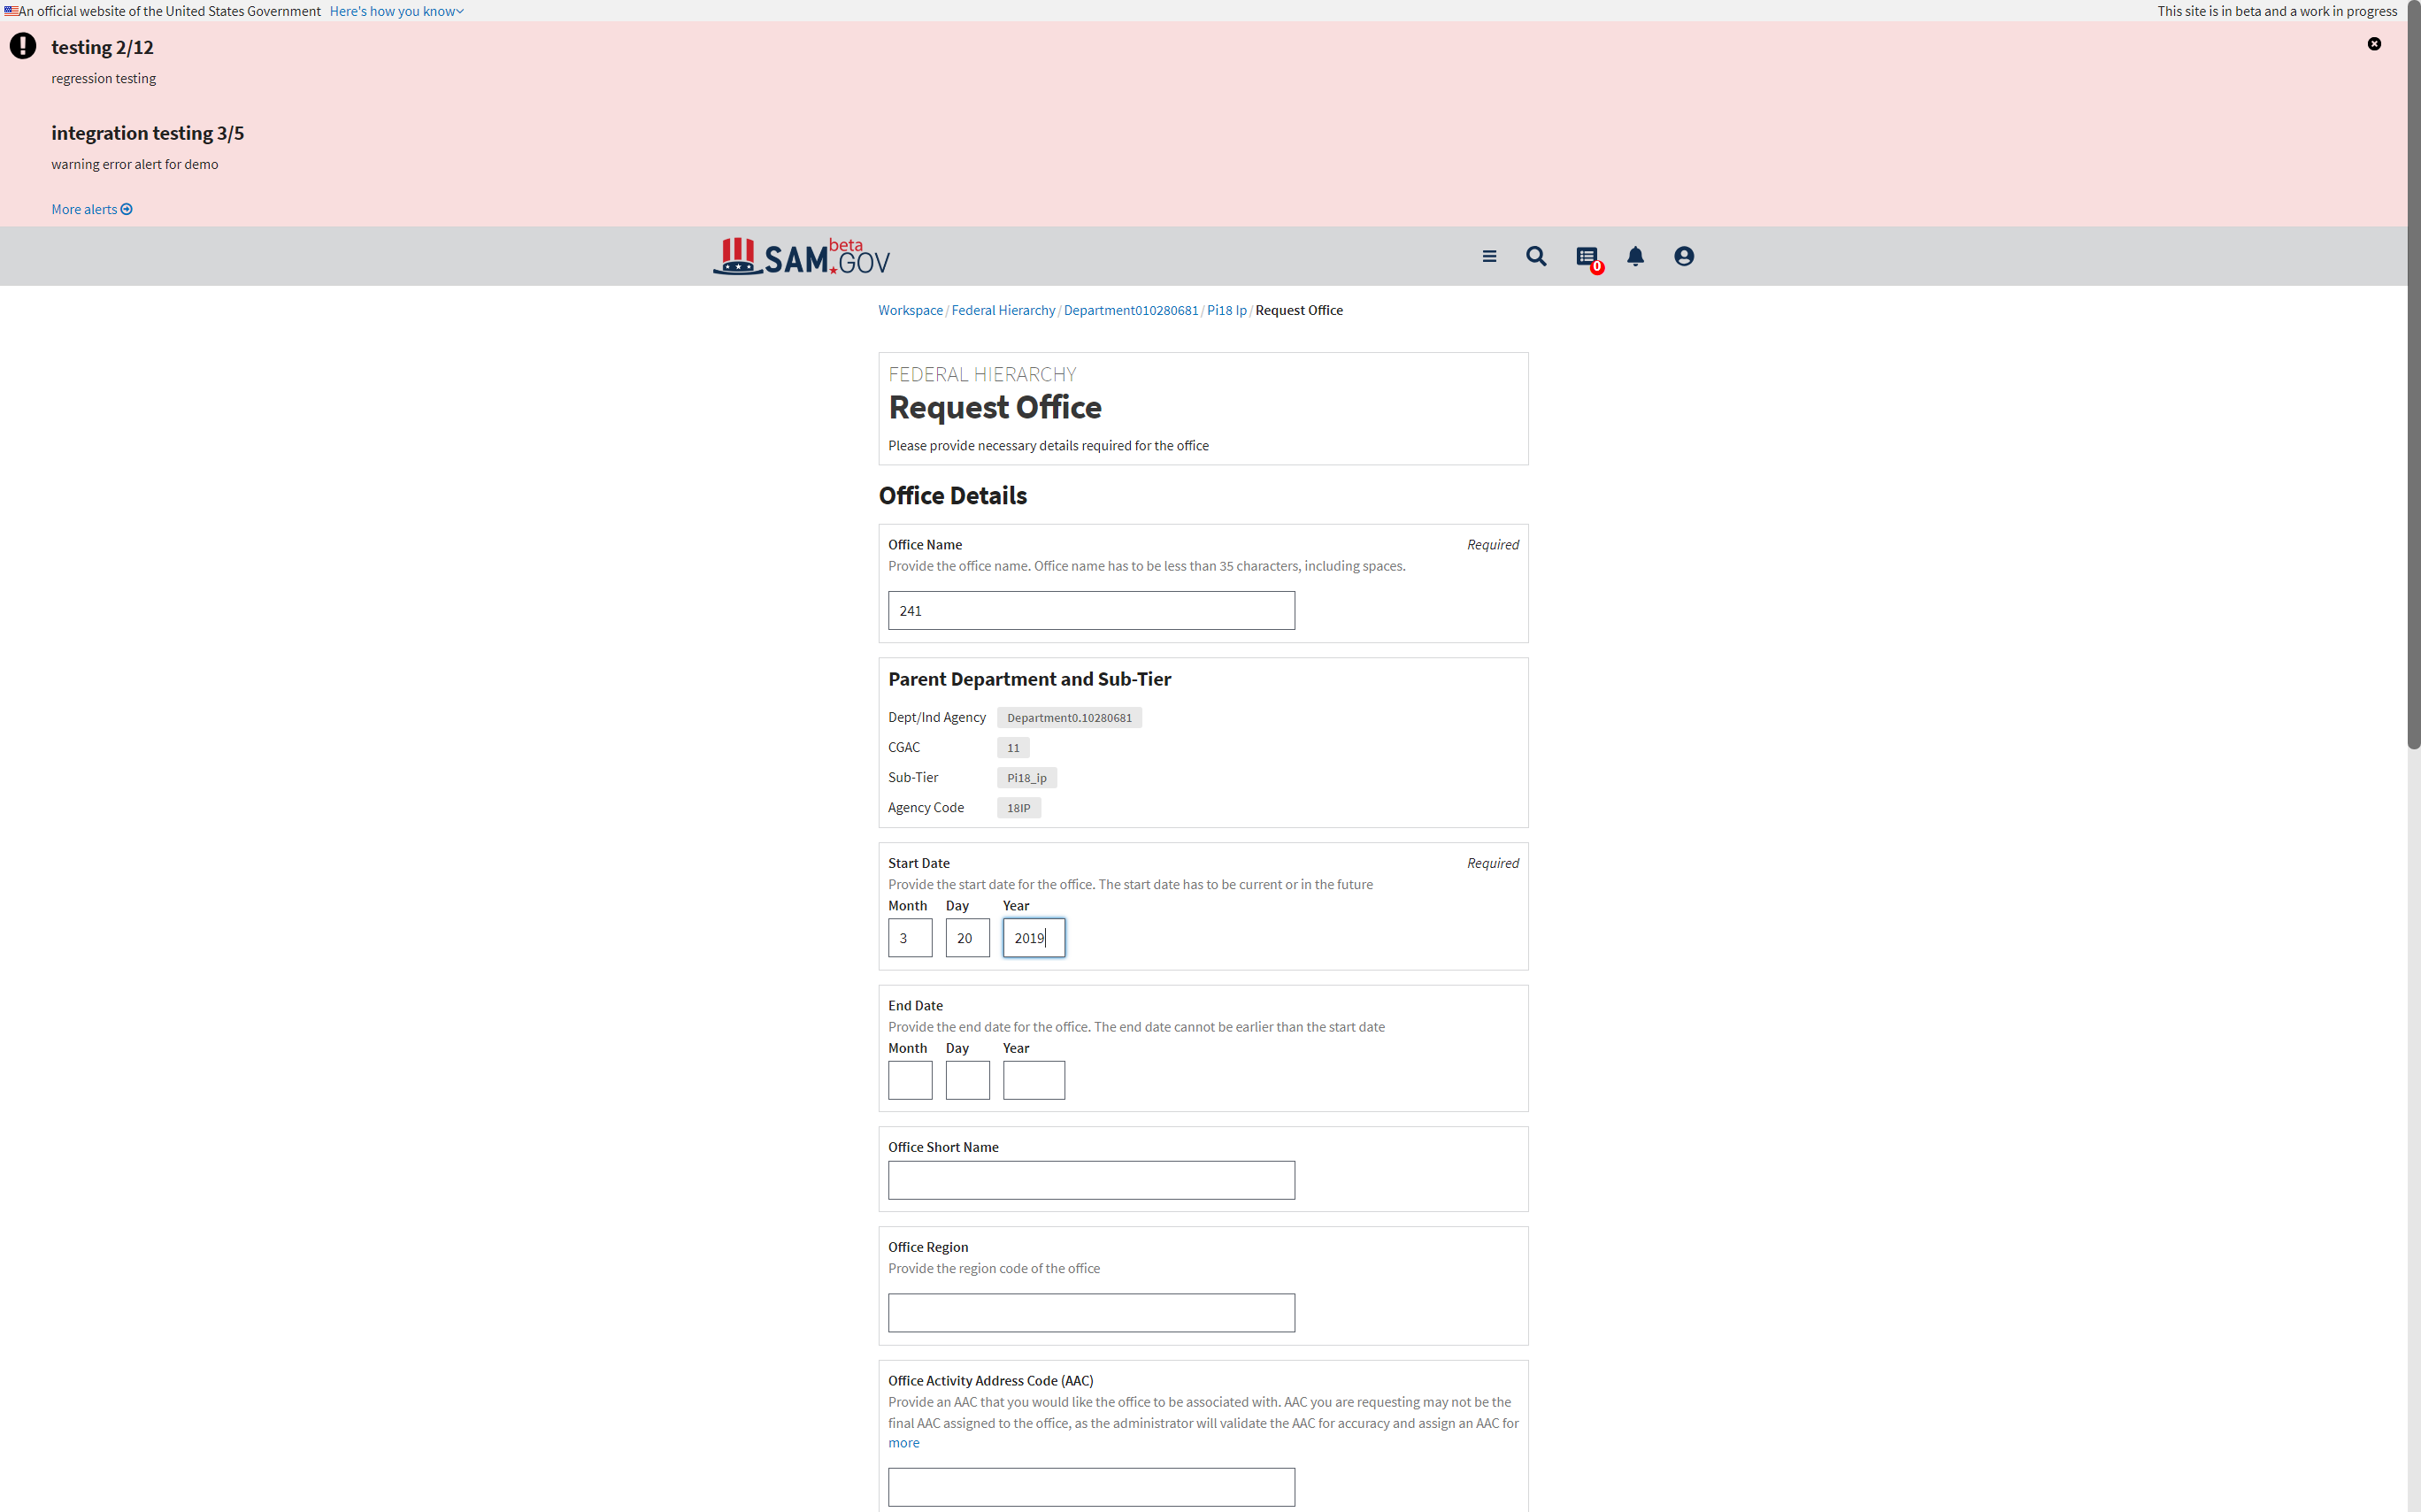 An official website of the United States Government Here's how you know
This site is in beta and a work in progress
testing 2/12
regression testing
integration testing 3/5
warning error alert for demo
More alerts
SAM.GOV beta
0
Workspace / Federal Hierarchy / Department010280681 / Pi18 Ip / Request Office
FEDERAL HIERARCHY
Request Office
Please provide necessary details required for the office
Office Details
Office Name Required
Provide the office name. Office name has to be less than 35 characters, including spaces.
241
Parent Department and Sub-Tier
Dept/Ind Agency Department0.10280681
CGAC 11
Sub-Tier Pi18_ip
Agency Code 18IP
Start Date Required
Provide the start date for the office. The start date has to be current or in the future
Month Day Year
3 20 2019
End Date
Provide the end date for the office. The end date cannot be earlier than the start date
Month Day Year
Office Short Name
Office Region
Provide the region code of the office
Office Activity Address Code (AAC)
Provide an AAC that you would like the office to be associated with. AAC you are requesting may not be the
final AAC assigned to the office, as the administrator will validate the AAC for accuracy and assign an AAC for
more